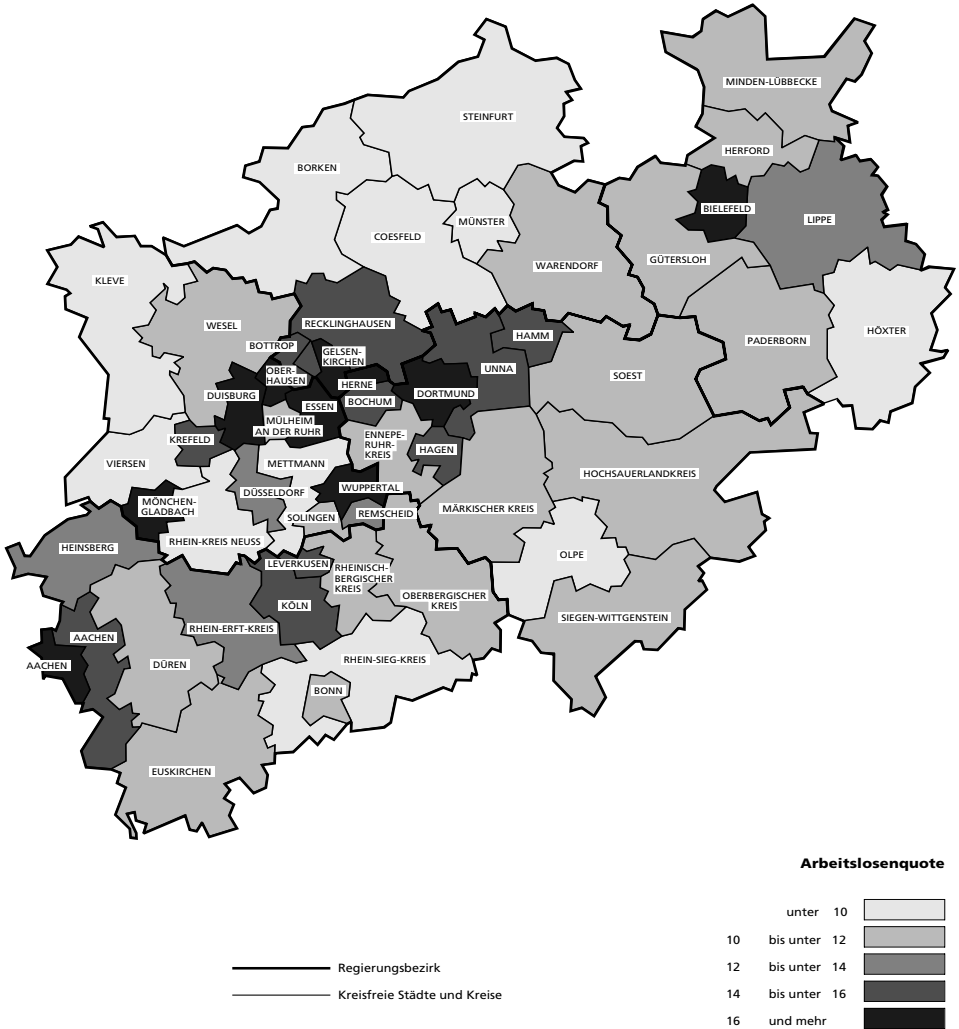 MINDEN-LÜBBECKE
STEINFURT
HERFORD
BORKEN
BIELEFELD
LIPPE
MÜNSTER
COESFELD
GÜTERSLOH
WARENDORF
KLEVE
RECKLINGHAUSEN
WESEL
HÖXTER
HAMM
PADERBORN
BOTTROP
GELSEN-
KIRCHEN
UNNA
OBER-
HAUSEN
SOEST
HERNE
DORTMUND
DUISBURG
BOCHUM
ESSEN
MÜLHEIM
AN DER RUHR
ENNEPE-
RUHR-
KREIS
KREFELD
HAGEN
VIERSEN
METTMANN
HOCHSAUERLANDKREIS
WUPPERTAL
DÜSSELDORF
MÖNCHEN-
GLADBACH
MÄRKISCHER KREIS
REMSCHEID
SOLINGEN
RHEIN-KREIS NEUSS
HEINSBERG
OLPE
LEVERKUSEN
RHEINISCH-
BERGISCHER
KREIS
OBERBERGISCHER
KREIS
KÖLN
SIEGEN-WITTGENSTEIN
RHEIN-ERFT-KREIS
AACHEN
RHEIN-SIEG-KREIS
AACHEN
DÜREN
BONN
EUSKIRCHEN
Arbeitslosenquote
unter 10
10 bis unter 12
12 bis unter 14
14 bis unter 16
16 und mehr
Regierungsbezirk
Kreisfreie Städte und Kreise